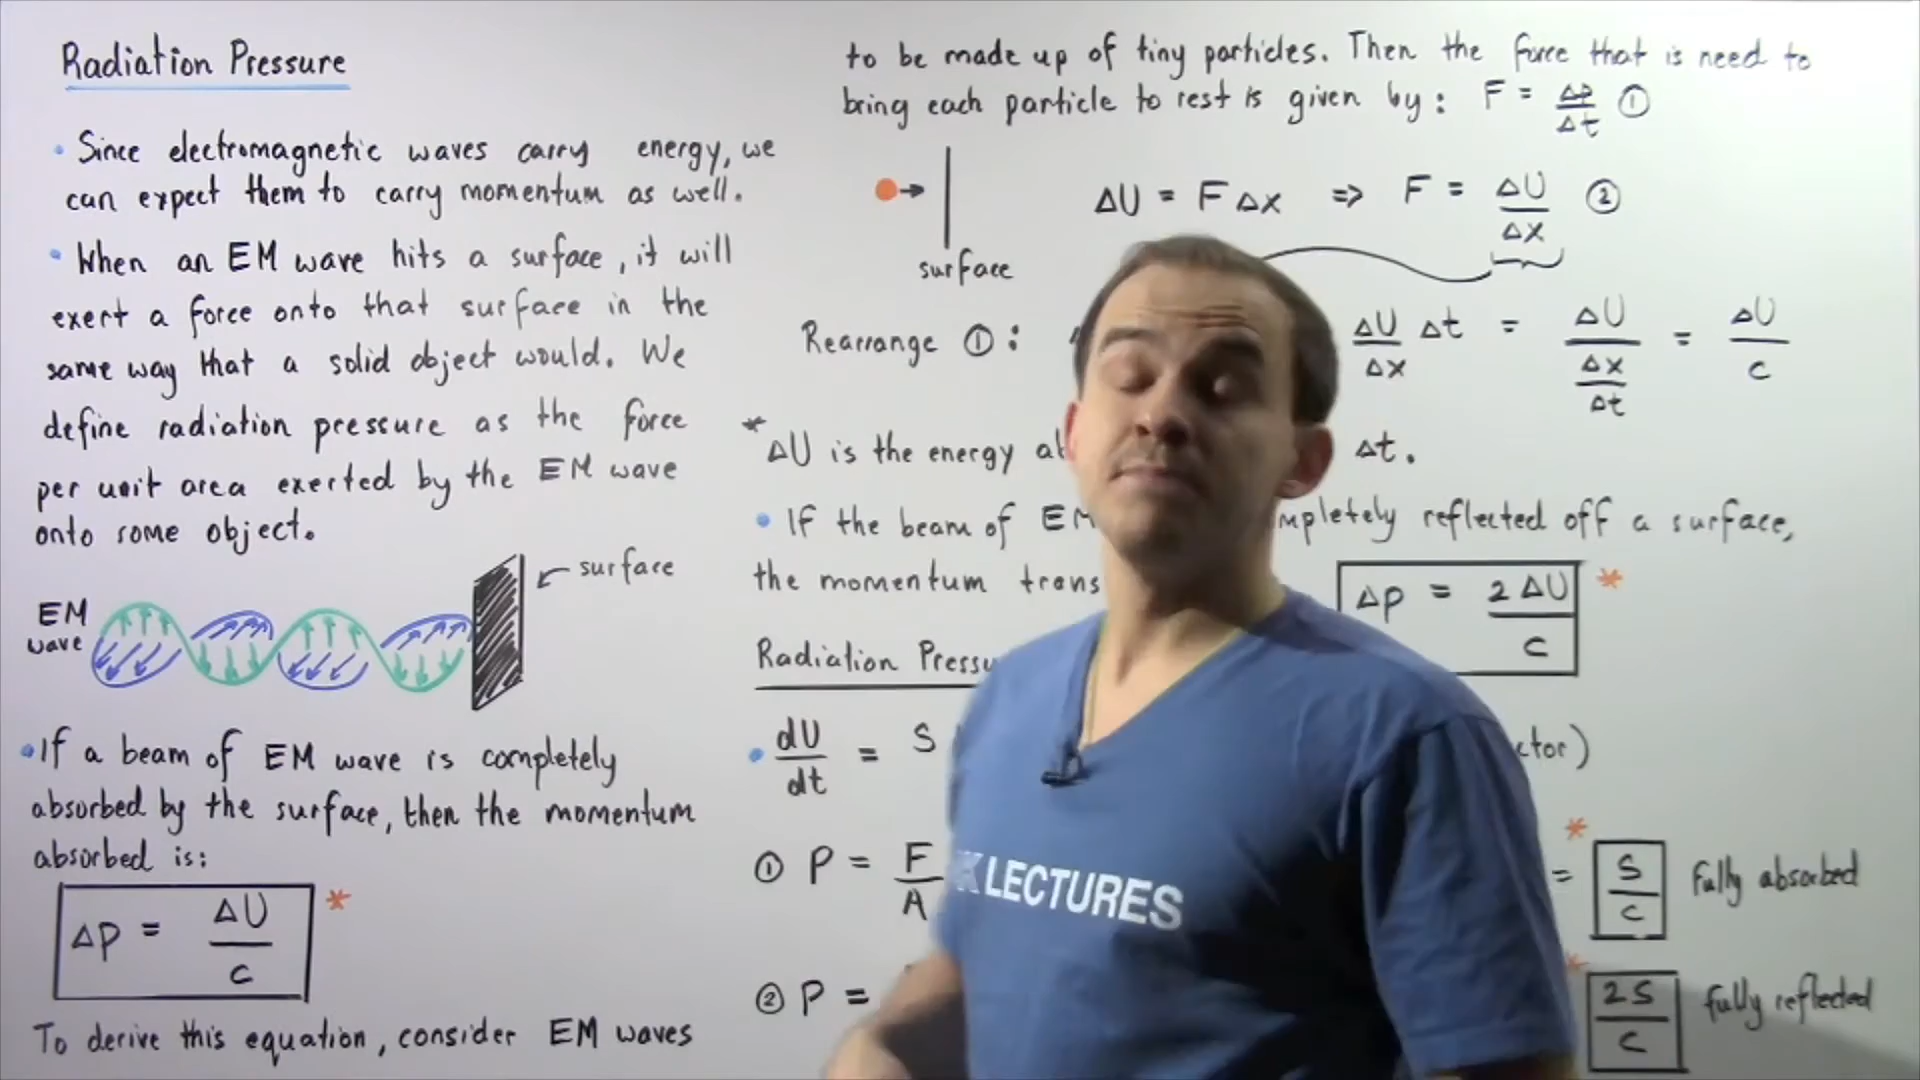 Radiation Pressure
• Since electromagnetic waves carry energy, we
can expect them to carry momentum as well.
• When an EM wave hits a surface, it will
exert a force onto that surface in the
same way that a solid object would. We
define radiation pressure as the force
per unit area exerted by the EM wave
onto some object.
surface
EM
wave
• If a beam of EM wave is completely
absorbed by the surface, then the momentum
absorbed is:
Δp = ΔU / c *
To derive this equation, consider EM waves
to be made up of tiny particles. Then the force that is need to
bring each particle to rest is given by: F = Δp / Δt ①
ΔU = F Δx => F = ΔU / Δx ②
surface
Rearrange ①: ΔU / Δx Δt = ΔU / (Δx / Δt) = ΔU / c
* ΔU is the energy Δt.
• If the beam of reflected off a surface,
the momentum Δp = 2ΔU / c *
Radiation
• dU / dt = S
① P = F / A = S / c * fully absorbed
② P = 2S / c * fully reflected
LECTURES